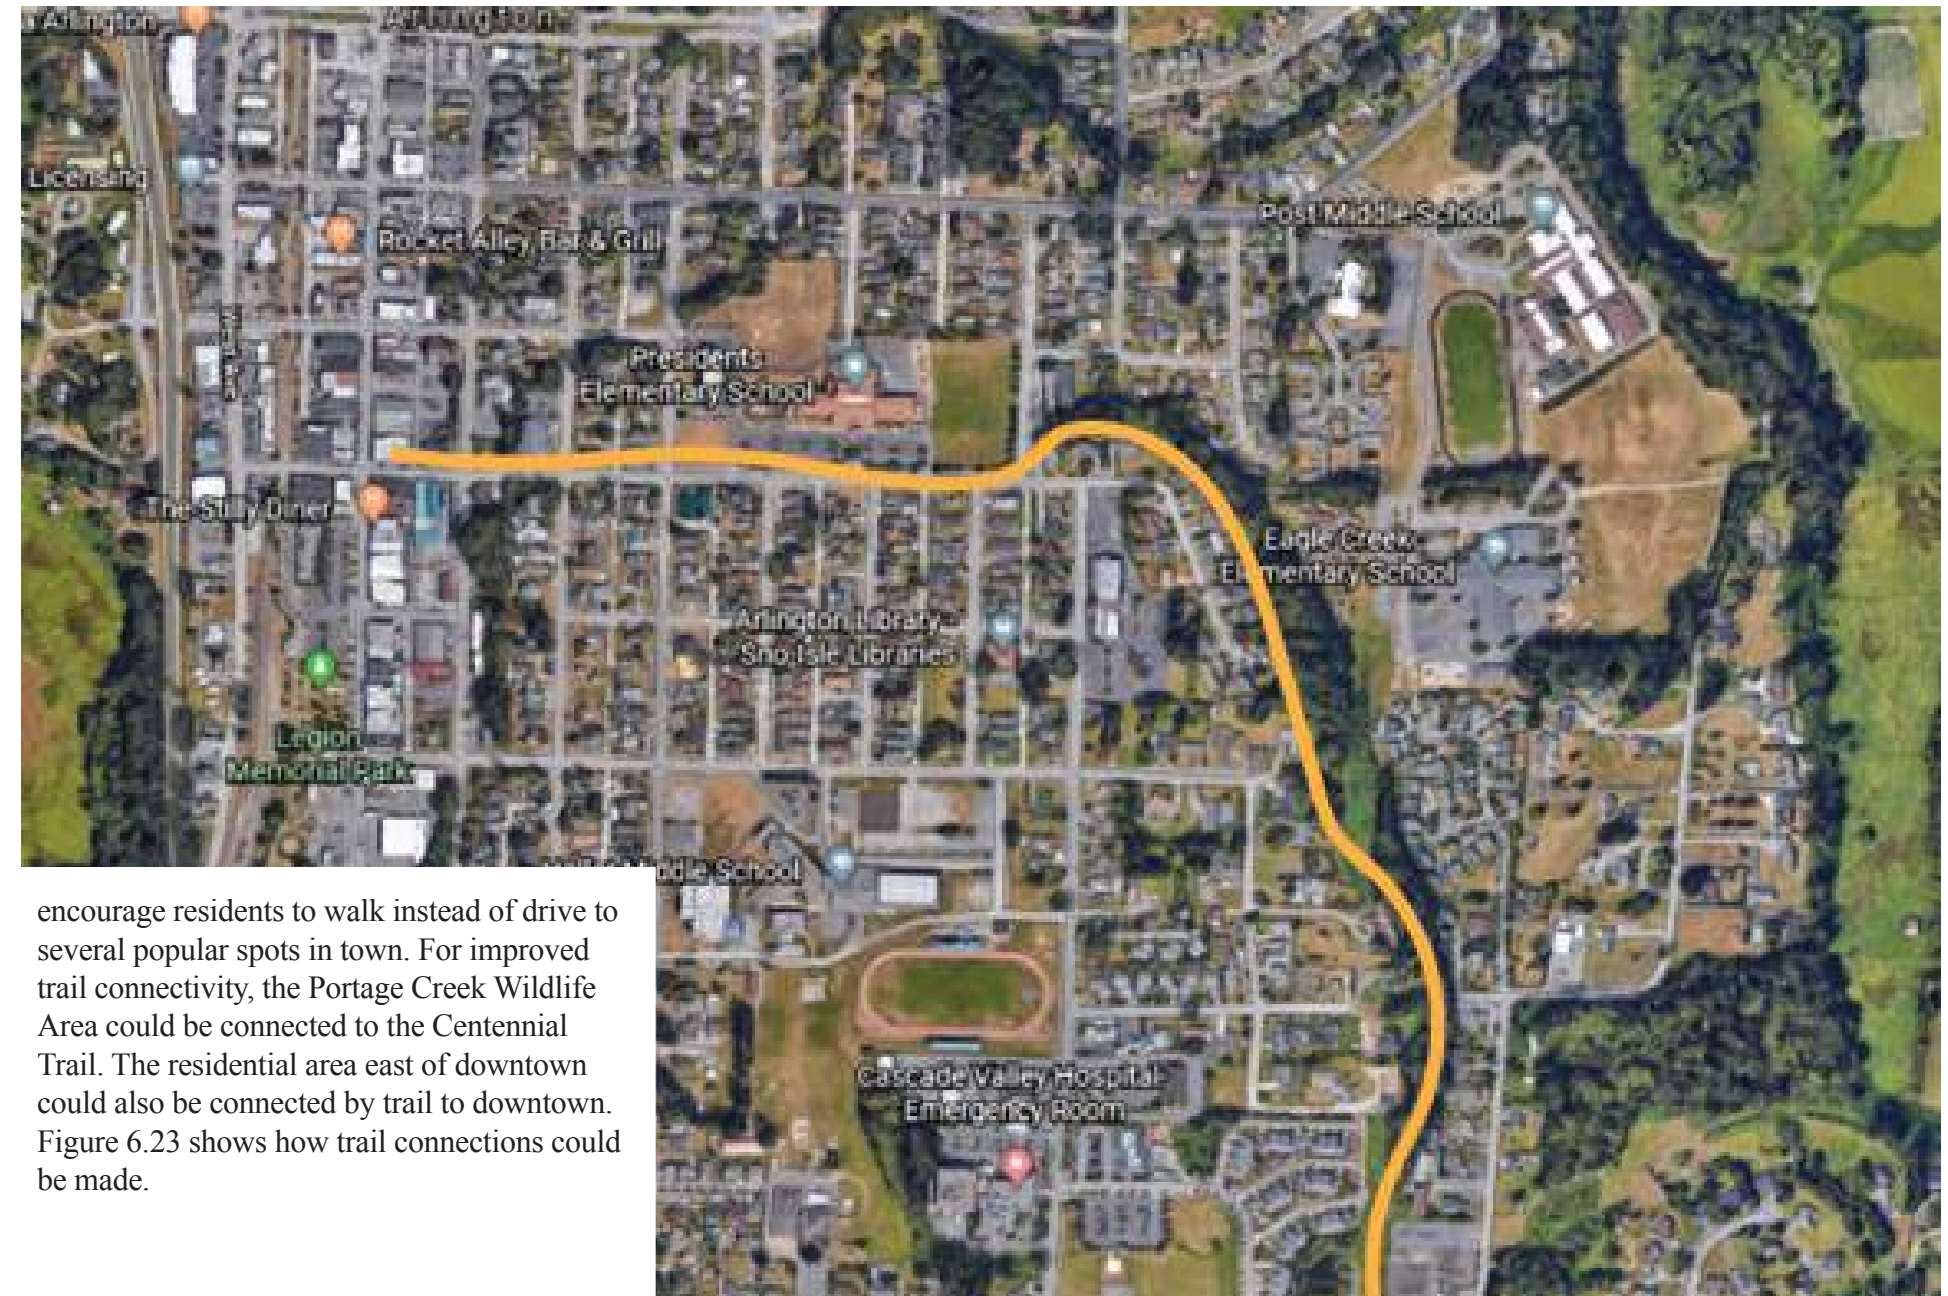 Arlington
Arlington
Licensing
Rocket Alley Bar & Grill
Post Middle School
Presidents
Elementary School
The Stilly Diner
Eagle Creek
Elementary School
Arlington Library,
Sno-Isle Libraries
Legion
Memorial Park
Middle School
Cascade Valley Hospital:
Emergency Room
encourage residents to walk instead of drive to
several popular spots in town. For improved
trail connectivity, the Portage Creek Wildlife
Area could be connected to the Centennial
Trail. The residential area east of downtown
could also be connected by trail to downtown.
Figure 6.23 shows how trail connections could
be made.